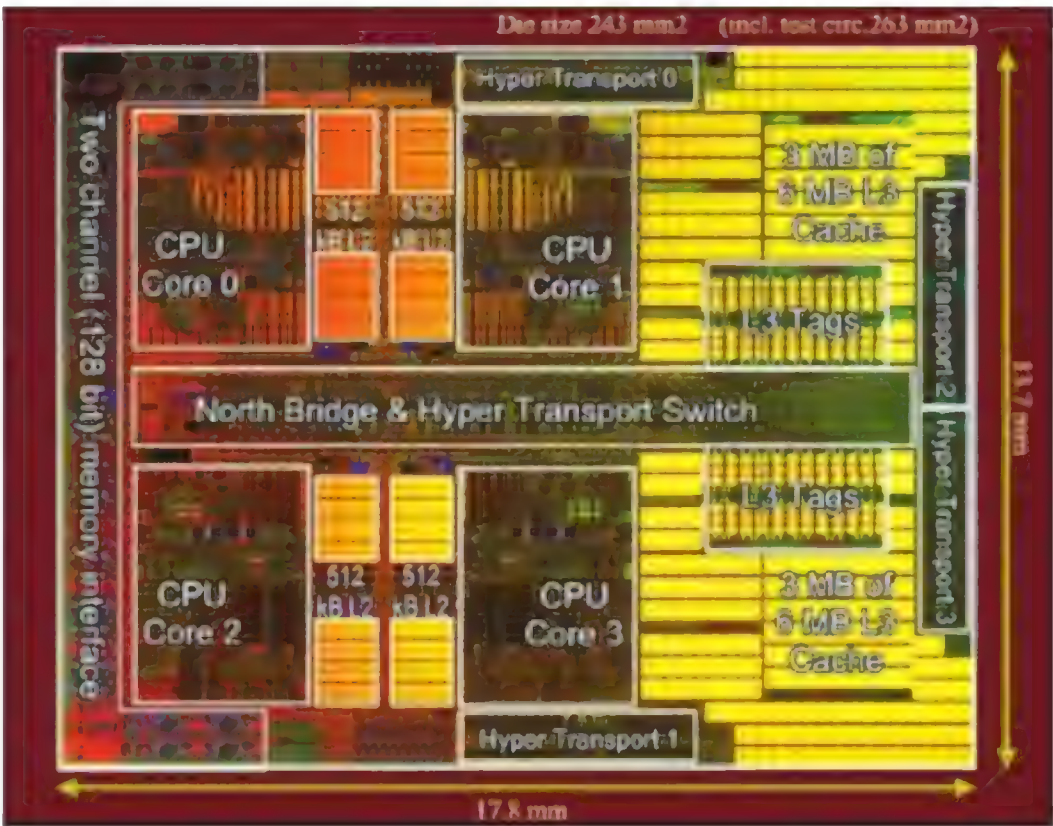 Die size 243 mm2 (incl. test circ.263 mm2)
Hyper Transport 0
Two channel (128 bit) memory interface
CPU
Core 0
512
kB L2
512
kB L2
CPU
Core 1
3 MB of
6 MB L3
Cache
L3 Tags
Hyper Transport 2
13.7 mm
North Bridge & Hyper Transport Switch
Hyper Transport 3
L3 Tags
CPU
Core 2
512
kB L2
512
kB L2
CPU
Core 3
3 MB of
6 MB L3
Cache
Hyper Transport 1
17.8 mm